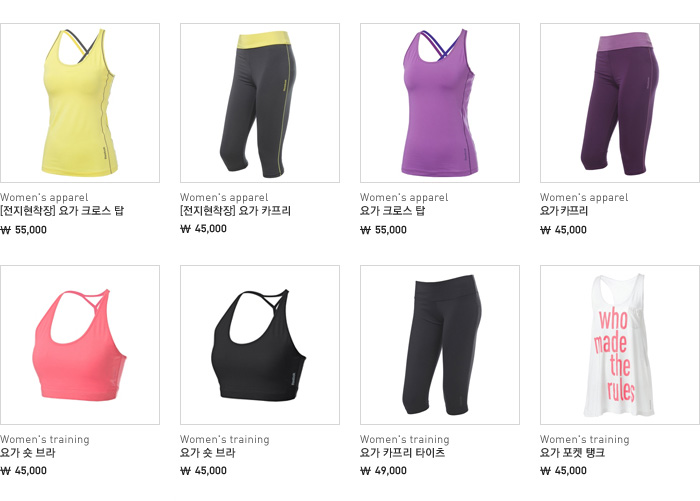 Women's apparel
[전지현착장] 요가 크로스 탑
₩ 55,000
Women's apparel
[전지현착장] 요가 카프리
₩ 45,000
Women's apparel
요가 크로스 탑
₩ 55,000
Women's apparel
요가 카프리
₩ 45,000
who
made
the
rules
Women's training
요가 숏 브라
₩ 45,000
Women's training
요가 숏 브라
₩ 45,000
Women's training
요가 카프리 타이츠
₩ 49,000
Women's training
요가 포켓 탱크
₩ 45,000